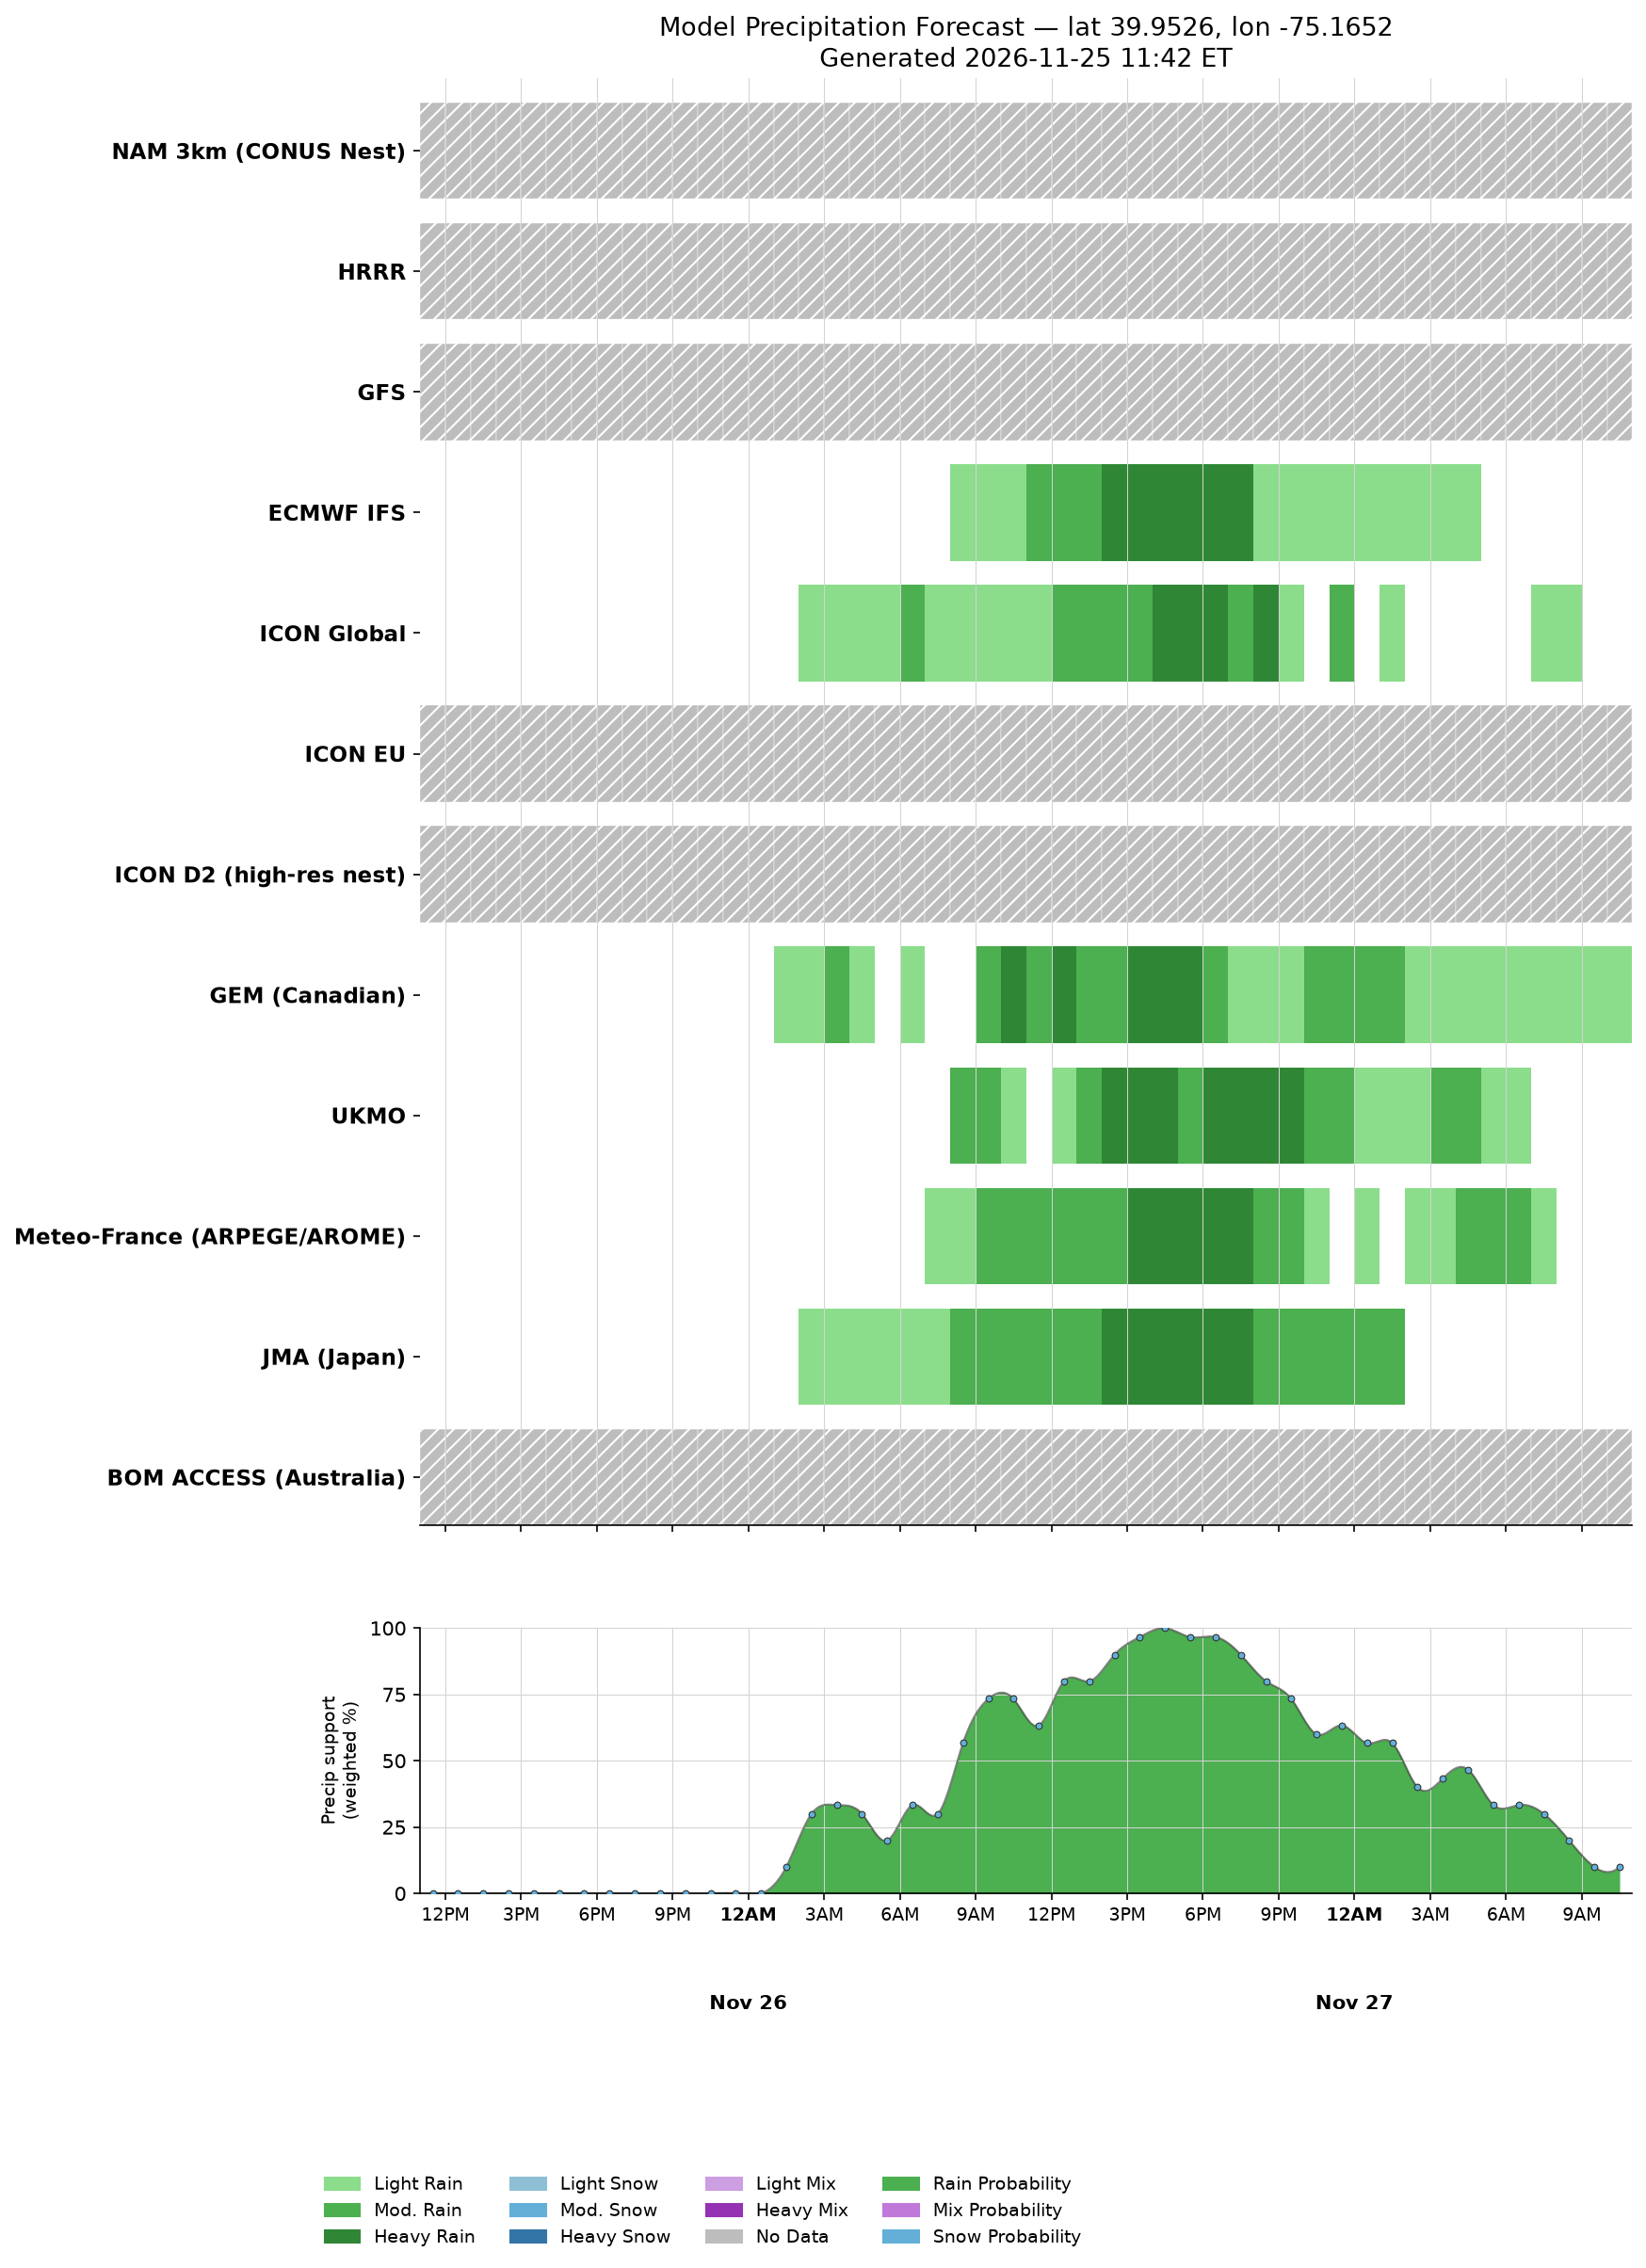 Model Precipitation Forecast — lat 39.9526, lon -75.1652
Generated 2026-11-25 11:42 ET
NAM 3km (CONUS Nest)
HRRR
GFS
ECMWF IFS
ICON Global
ICON EU
ICON D2 (high-res nest)
GEM (Canadian)
UKMO
Meteo-France (ARPEGE/AROME)
JMA (Japan)
BOM ACCESS (Australia)
Precip support
(weighted %)
100
75
50
25
0
12PM 3PM 6PM 9PM 12AM 3AM 6AM 9AM 12PM 3PM 6PM 9PM 12AM 3AM 6AM 9AM
Nov 26 Nov 27
Light Rain Light Snow Light Mix Rain Probability
Mod. Rain Mod. Snow Heavy Mix Mix Probability
Heavy Rain Heavy Snow No Data Snow Probability